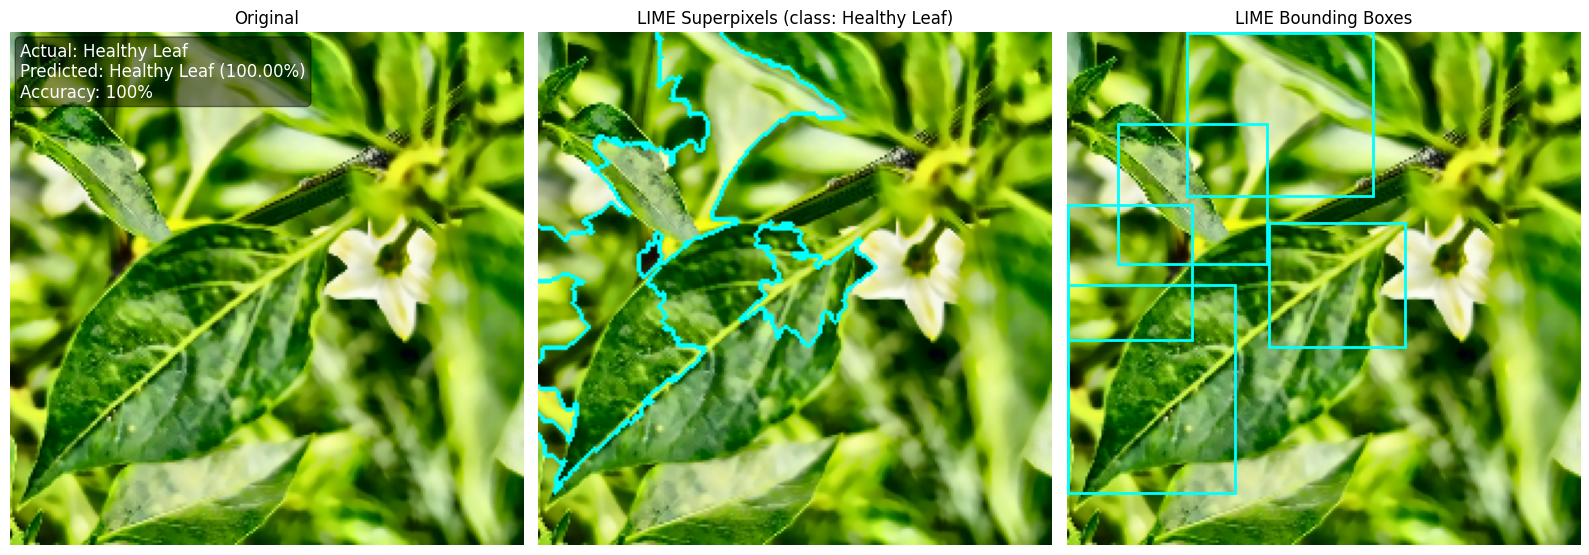 Original
Actual: Healthy Leaf
Predicted: Healthy Leaf (100.00%)
Accuracy: 100%
LIME Superpixels (class: Healthy Leaf)
LIME Bounding Boxes